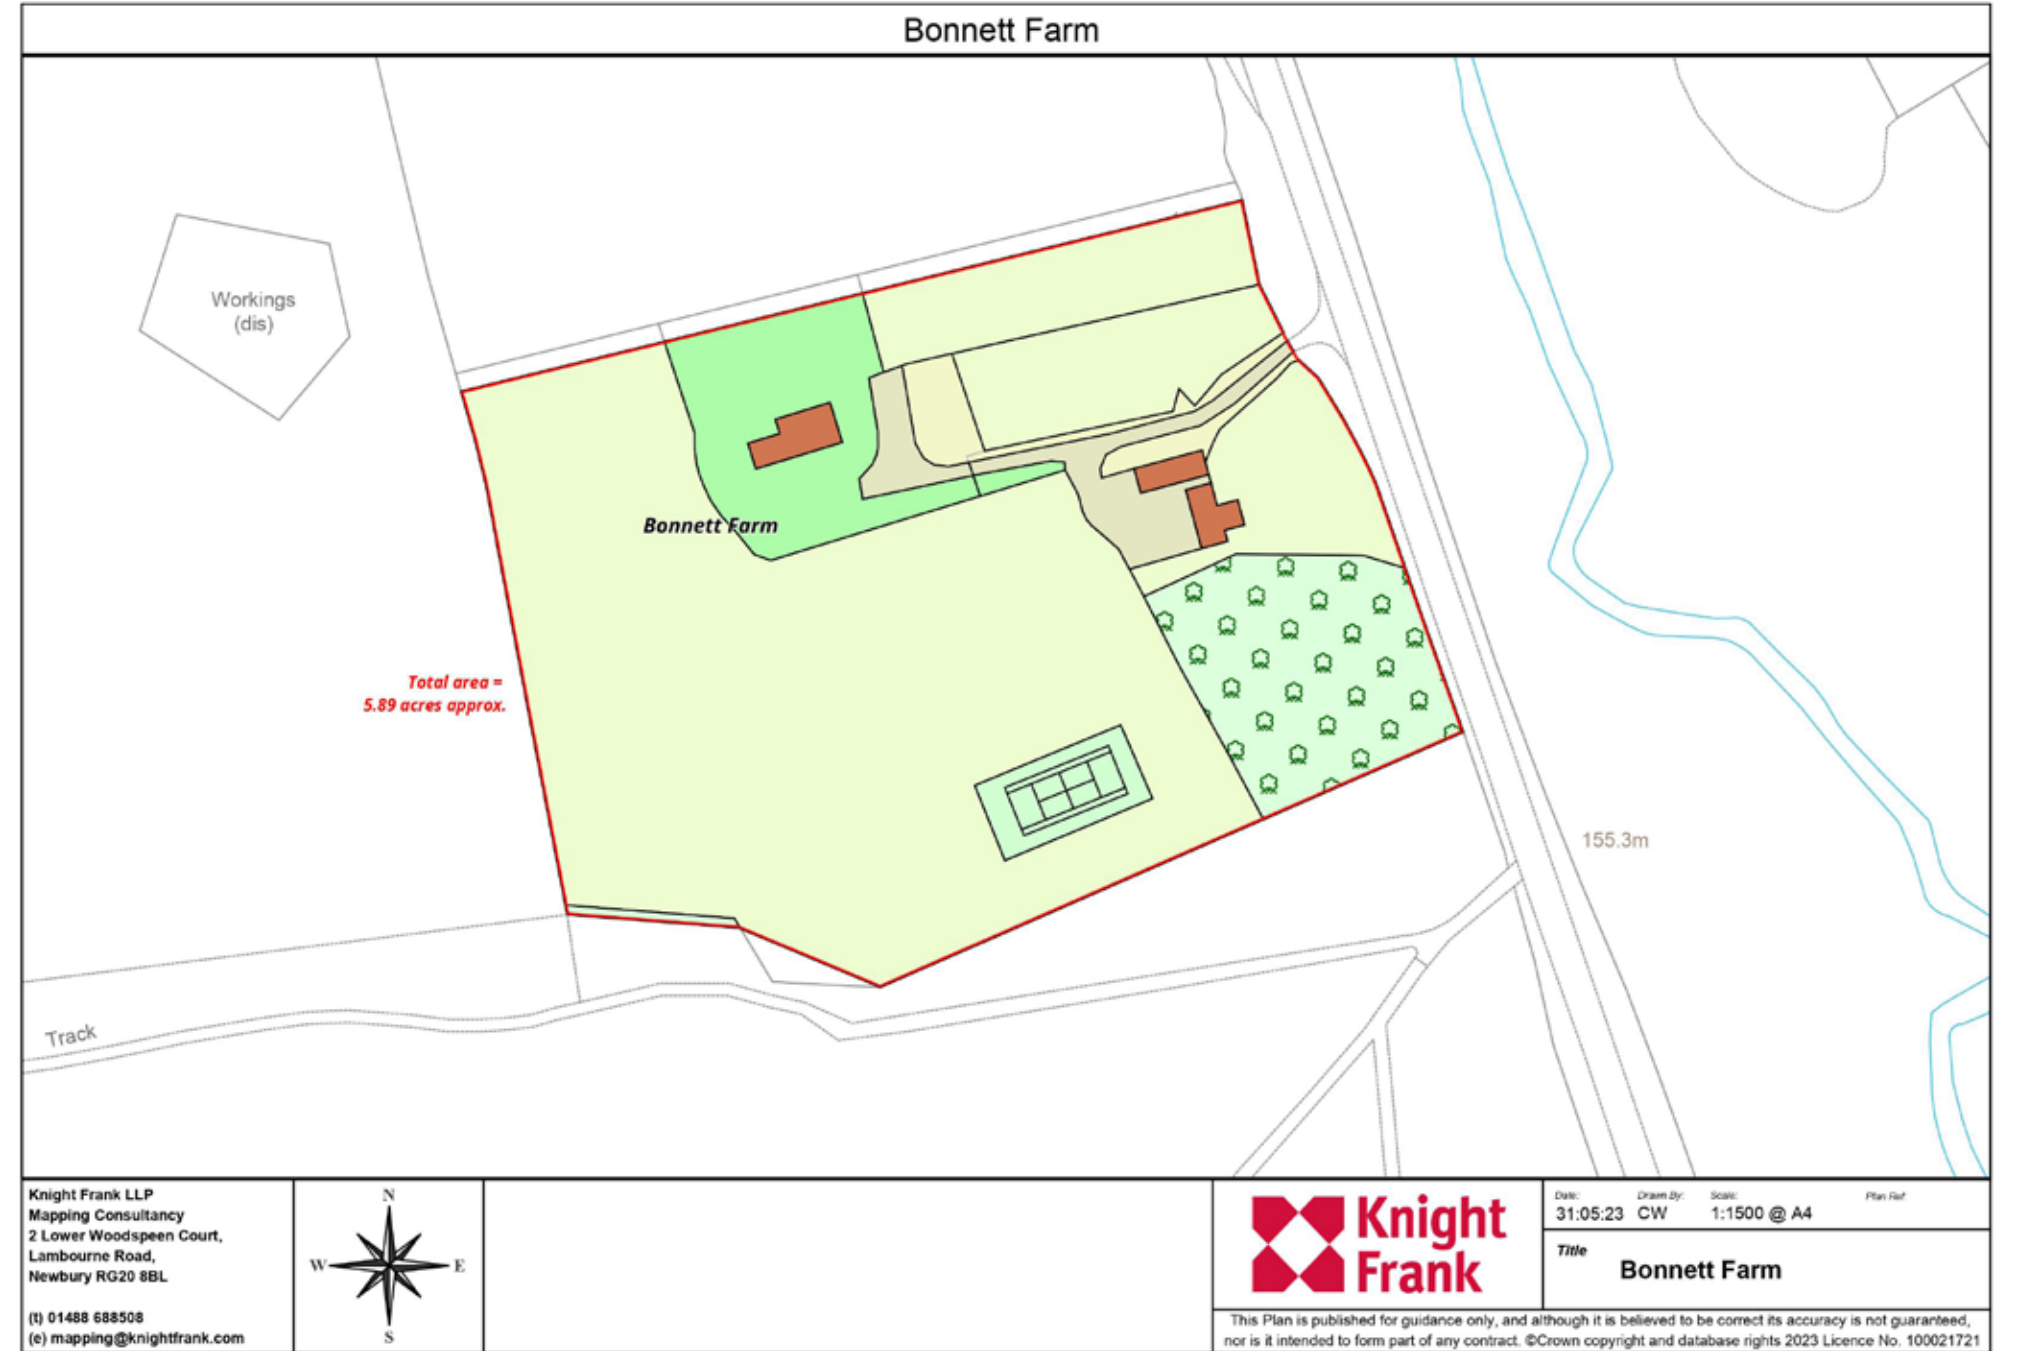 Bonnett Farm
Workings
(dis)
Bonnett Farm
Total area =
5.89 acres approx.
155.3m
Track
Knight Frank LLP
Mapping Consultancy
2 Lower Woodspeen Court,
Lambourne Road,
Newbury RG20 8BL
(t) 01488 688508
(e) mapping@knightfrank.com
N
W E
S
Knight
Frank
Date: Drawn By: Scale: Plan Ref:
31:05:23 CW 1:1500 @ A4
Title
Bonnett Farm
This Plan is published for guidance only, and although it is believed to be correct its accuracy is not guaranteed,
nor is it intended to form part of any contract. ©Crown copyright and database rights 2023 Licence No. 100021721